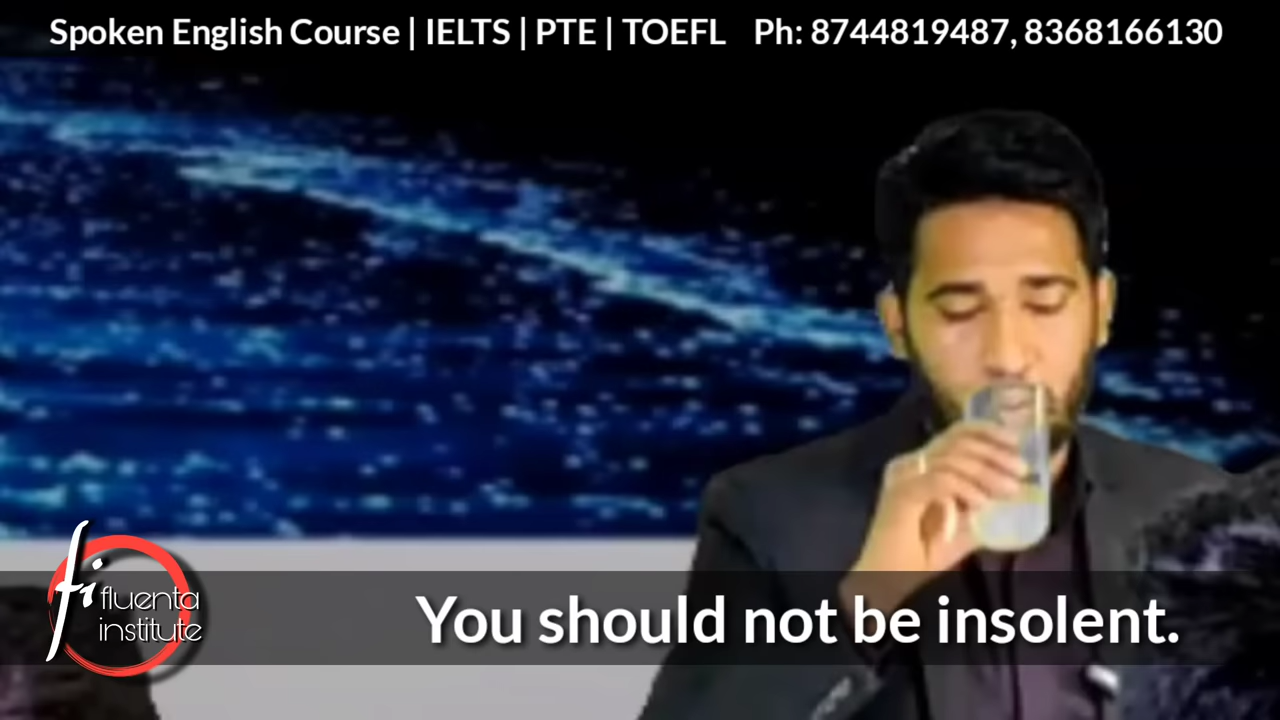 Spoken English Course | IELTS | PTE | TOEFL Ph: 8744819487, 8368166130
fi fluenta
institute
You should not be insolent.